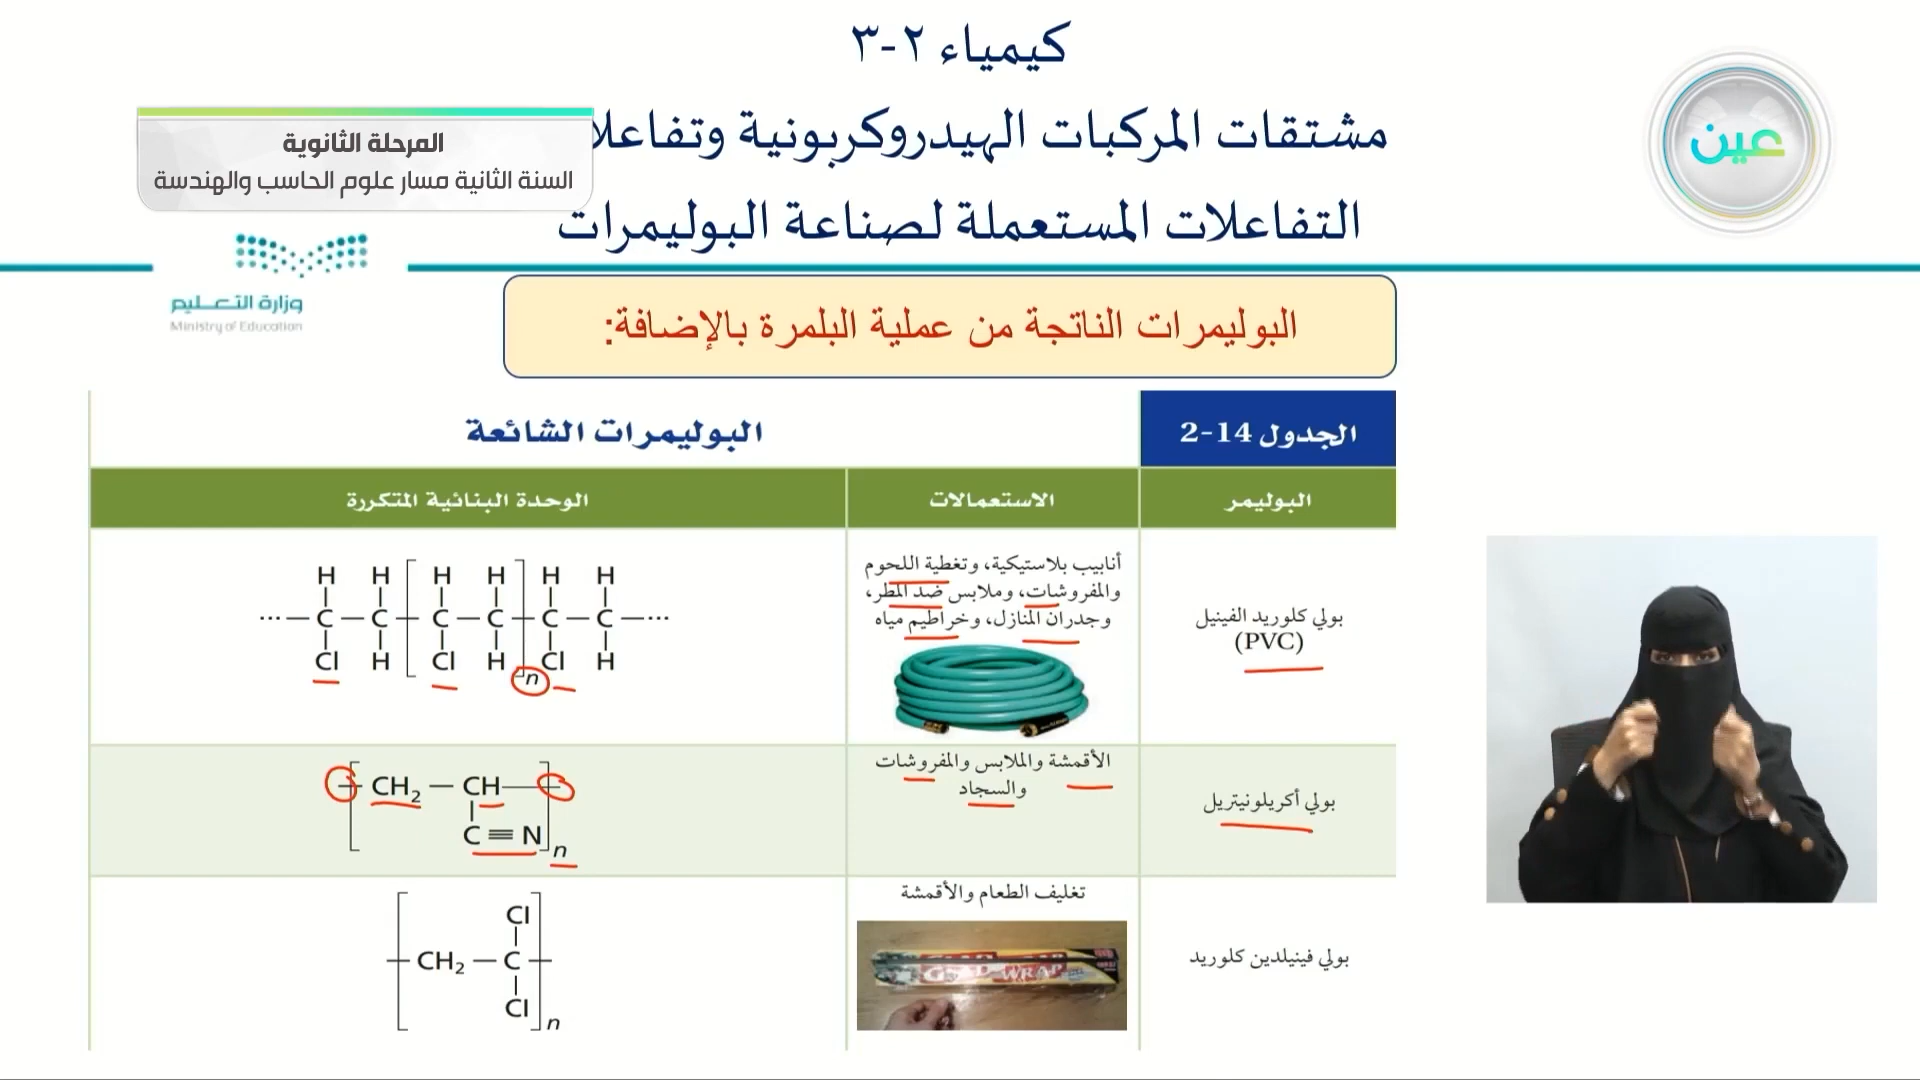 كيمياء ٢-٣
عين
المرحلة الثانوية
السنة الثانية مسار علوم الحاسب والهندسة
مشتقات المركبات الهيدروكربونية
التفاعلات المستعملة لصناعة البوليمرات
وزارة التعليم
Ministry of Education
البوليمرات الناتجة من عملية البلمرة بالإضافة:
الجدول 14-2
البوليمرات الشائعة
البوليمر
الاستعمالات
الوحدة البنائية المتكررة
بولي كلوريد الفينيل
(PVC)
أنابيب بلاستيكية، وتغطية اللحوم
والمفروشات، وملابس ضد المطر،
وجدران المنازل، وخراطيم مياه
H H H H H H
··· — C — C — C — C — C — C — ···
Cl H Cl H Cl H
n
بولي أكريلونيتريل
الأقمشة والملابس والمفروشات
والسجاد
CH₂ — CH
C ≡ N
n
بولي فينيلدين كلوريد
تغليف الطعام والأقمشة
WRAP
Cl
CH₂ — C
Cl
n